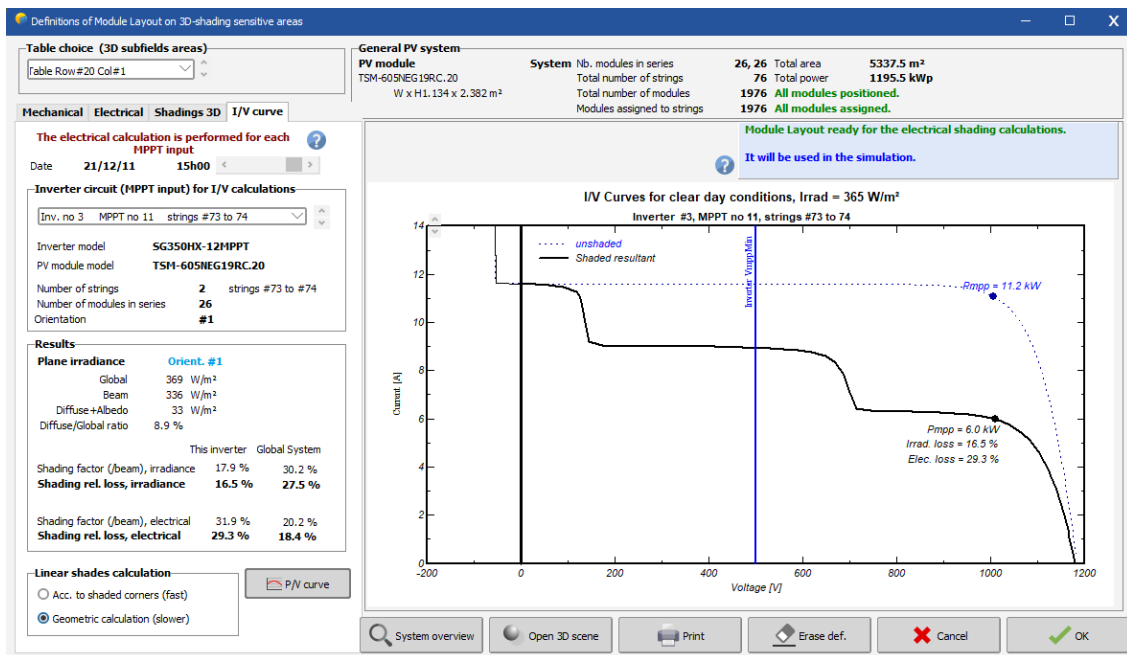 Definitions of Module Layout on 3D-shading sensitive areas
Table choice (3D subfields areas)
Table Row#20 Col#1
General PV system
PV module System Nb. modules in series 26, 26 Total area 5337.5 m²
TSM-605NEG19RC.20 Total number of strings 76 Total power 1195.5 kWp
W x H1.134 x 2.382 m² Total number of modules 1976 All modules positioned.
Modules assigned to strings 1976 All modules assigned.
Mechanical Electrical Shadings 3D I/V curve
The electrical calculation is performed for each
MPPT input
?
Date 21/12/11 15h00
Inverter circuit (MPPT input) for I/V calculations
Inv. no 3 MPPT no 11 strings #73 to 74
Inverter model SG350HX-12MPPT
PV module model TSM-605NEG19RC.20
Number of strings 2 strings #73 to #74
Number of modules in series 26
Orientation #1
Results
Plane irradiance Orient. #1
Global 369 W/m²
Beam 336 W/m²
Diffuse+Albedo 33 W/m²
Diffuse/Global ratio 8.9 %
This inverter Global System
Shading factor (/beam), irradiance 17.9 % 30.2 %
Shading rel. loss, irradiance 16.5 % 27.5 %
Shading factor (/beam), electrical 31.9 % 20.2 %
Shading rel. loss, electrical 29.3 % 18.4 %
Linear shades calculation
Acc. to shaded corners (fast)
Geometric calculation (slower)
P/V curve
Module Layout ready for the electrical shading calculations.
It will be used in the simulation.
?
I/V Curves for clear day conditions, Irrad = 365 W/m²
Inverter #3, MPPT no 11, strings #73 to 74
unshaded
Shaded resultant
Inverter VmppMin
Pmpp = 11.2 kW
Pmpp = 6.0 kW
Irrad. loss = 16.5 %
Elec. loss = 29.3 %
Current [A]
14
12
10
8
6
4
2
0
-200 0 200 400 600 800 1000 1200
Voltage [V]
System overview Open 3D scene Print Erase def. Cancel OK